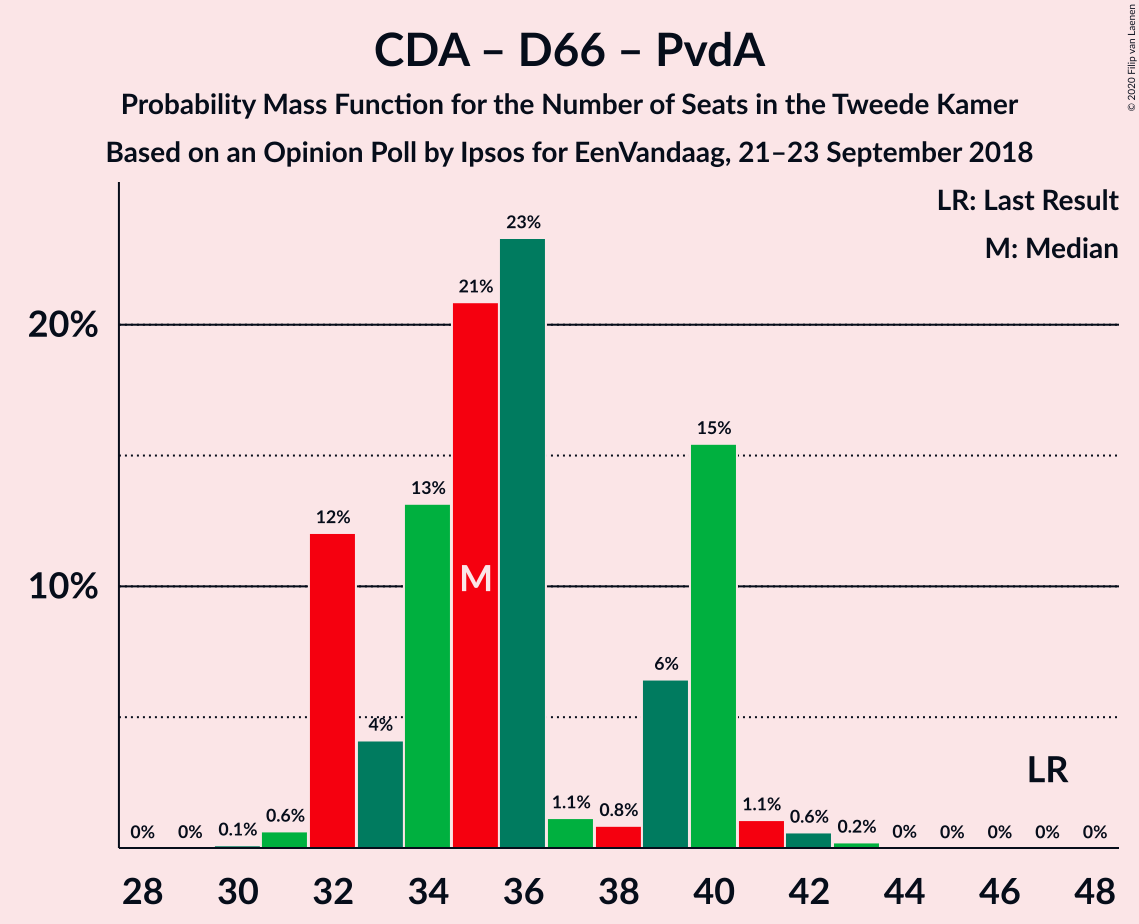 CDA – D66 – PvdA
Probability Mass Function for the Number of Seats in the Tweede Kamer
Based on an Opinion Poll by Ipsos for EenVandaag, 21–23 September 2018
© 2020 Filip van Laenen
LR: Last Result
M: Median
20%
10%
0%
0%
0.1%
0.6%
12%
4%
13%
21%
23%
1.1%
0.8%
6%
15%
1.1%
0.6%
0.2%
0%
0%
0%
0%
0%
M
LR
28 30 32 34 36 38 40 42 44 46 48